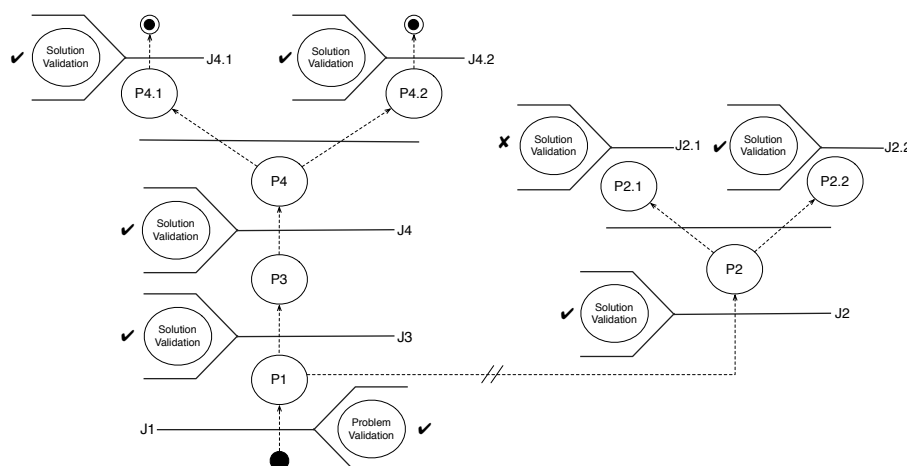 Solution
Validation
✔
J4.1
P4.1
Solution
Validation
✔
J4.2
P4.2
Solution
Validation
✘
J2.1
P2.1
Solution
Validation
✔
J2.2
P2.2
P4
Solution
Validation
✔
J4
P3
P2
Solution
Validation
✔
J2
Solution
Validation
✔
J3
P1
J1
Problem
Validation
✔